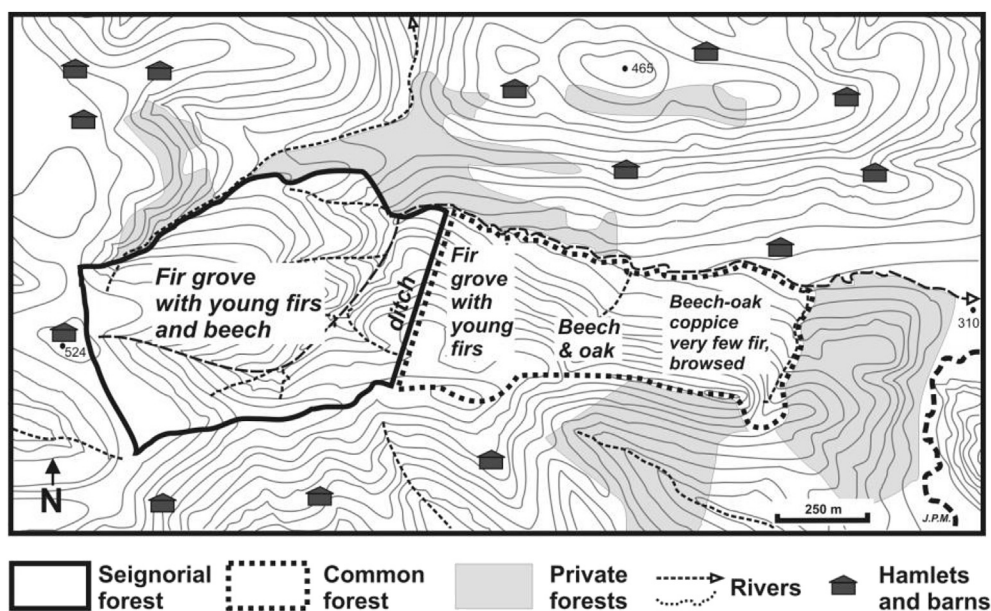 465
Fir grove
with young firs
and beech
ditch
Fir
grove
with
young
firs
Beech
& oak
Beech-oak
coppice
very few fir,
browsed
310
524
N
250 m
J.P.M.
Seignorial
forest
Common
forest
Private
forests
Rivers
Hamlets
and barns